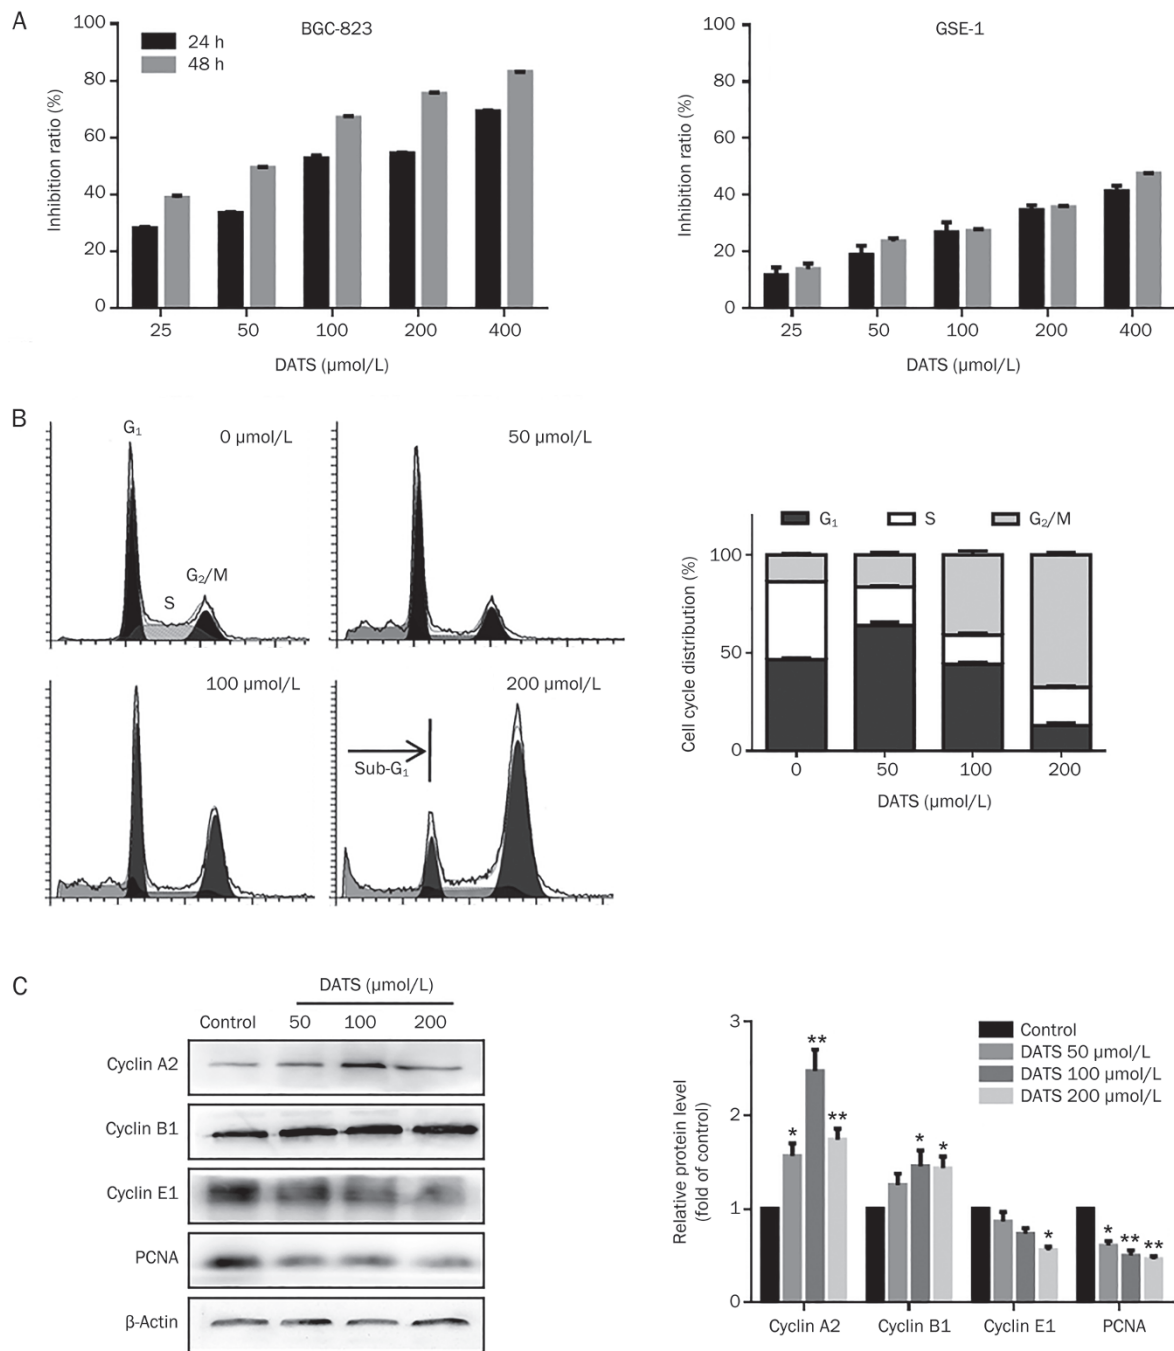 A
BGC-823
24 h
48 h
Inhibition ratio (%)
100
80
60
40
20
0
25 50 100 200 400
DATS (µmol/L)
GSE-1
Inhibition ratio (%)
100
80
60
40
20
0
25 50 100 200 400
DATS (µmol/L)
B
G₁
S
G₂/M
0 µmol/L
50 µmol/L
100 µmol/L
200 µmol/L
Sub-G₁
G₁ S G₂/M
Cell cycle distribution (%)
100
50
0
0 50 100 200
DATS (µmol/L)
C
DATS (µmol/L)
Control 50 100 200
Cyclin A2
Cyclin B1
Cyclin E1
PCNA
β-Actin
Relative protein level
(fold of control)
3
2
1
0
Control
DATS 50 µmol/L
DATS 100 µmol/L
DATS 200 µmol/L
* ** **
* *
*
* ** **
Cyclin A2 Cyclin B1 Cyclin E1 PCNA